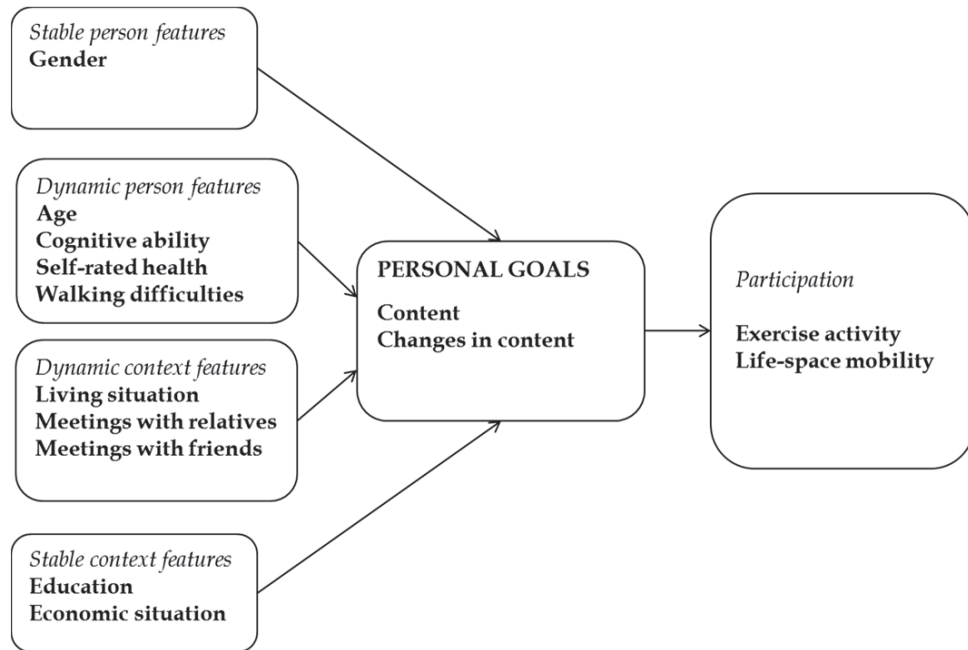 Stable person features
Gender
Dynamic person features
Age
Cognitive ability
Self-rated health
Walking difficulties
Dynamic context features
Living situation
Meetings with relatives
Meetings with friends
Stable context features
Education
Economic situation
PERSONAL GOALS
Content
Changes in content
Participation
Exercise activity
Life-space mobility